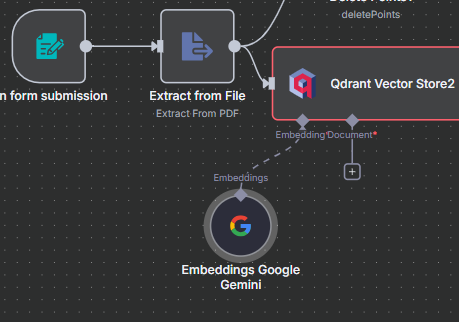 deletePoints
n form submission
Extract from File
Extract From PDF
Qdrant Vector Store2
Embedding* Document*
Embeddings
Embeddings Google
Gemini